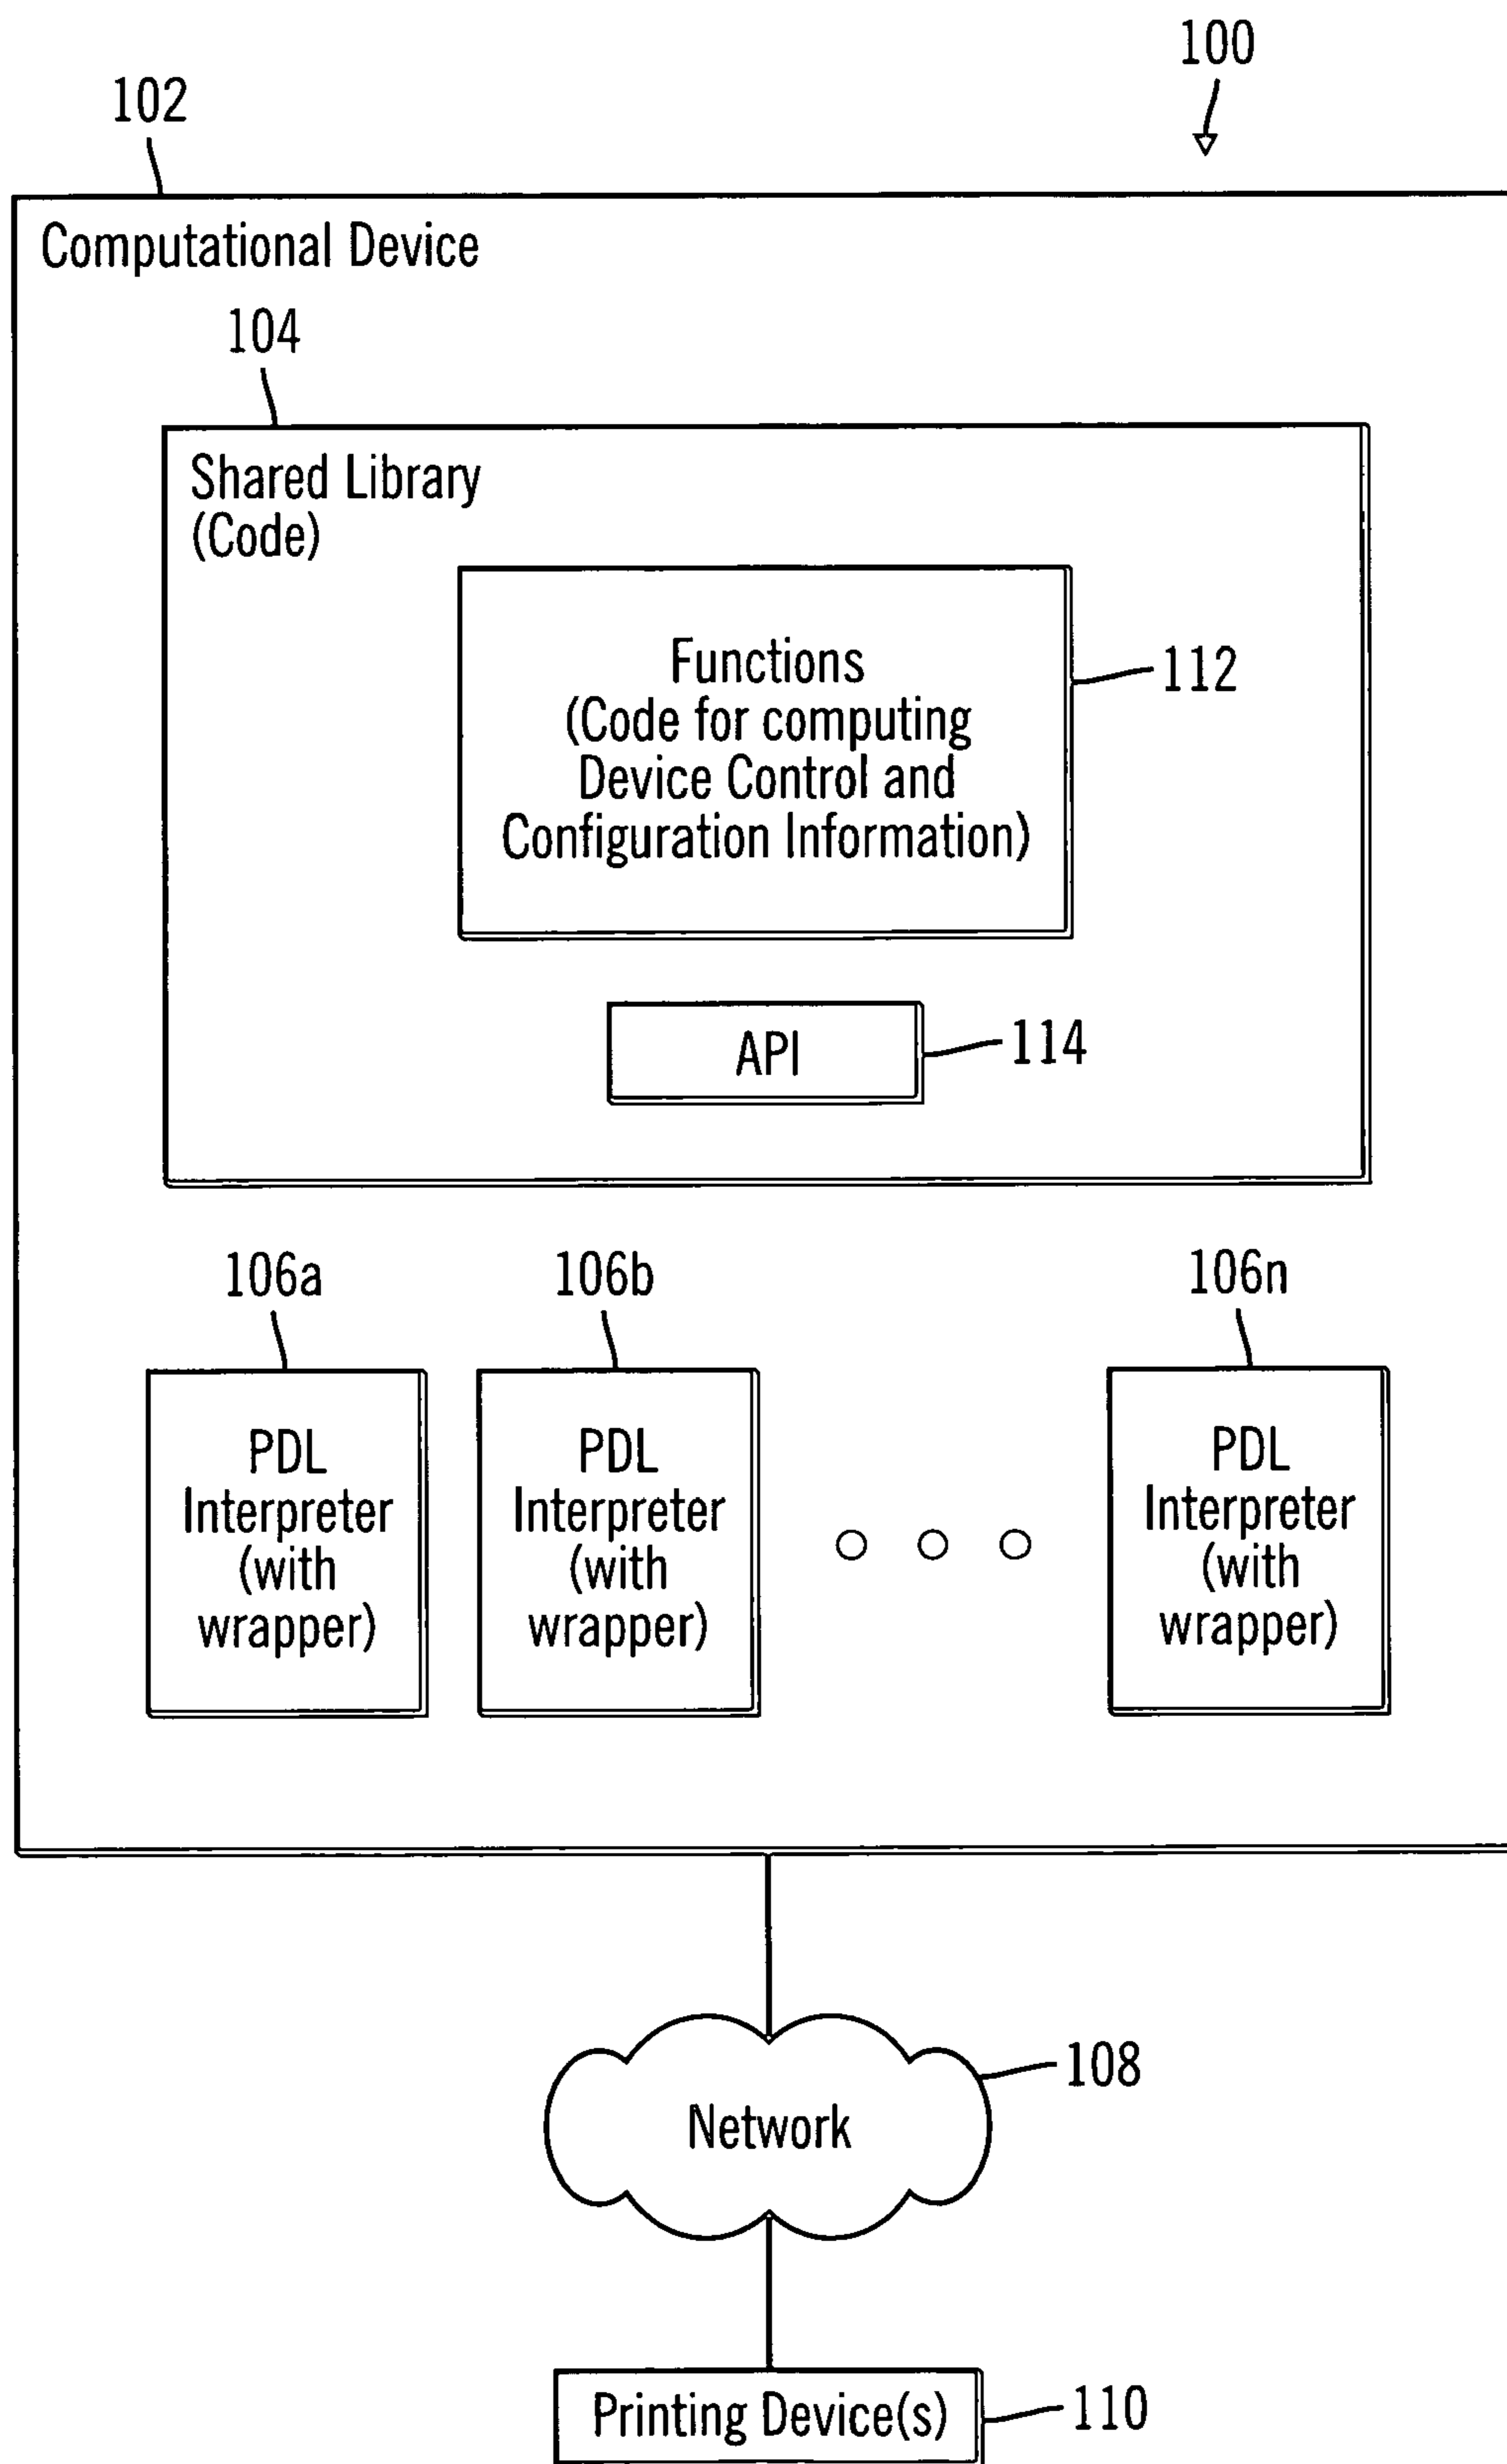 100
102
Computational Device
104
Shared Library
(Code)
Functions
(Code for computing
Device Control and
Configuration Information)
112
API
114
106a
106b
106n
PDL
Interpreter
(with
wrapper)
PDL
Interpreter
(with
wrapper)
PDL
Interpreter
(with
wrapper)
108
Network
Printing Device(s)
110